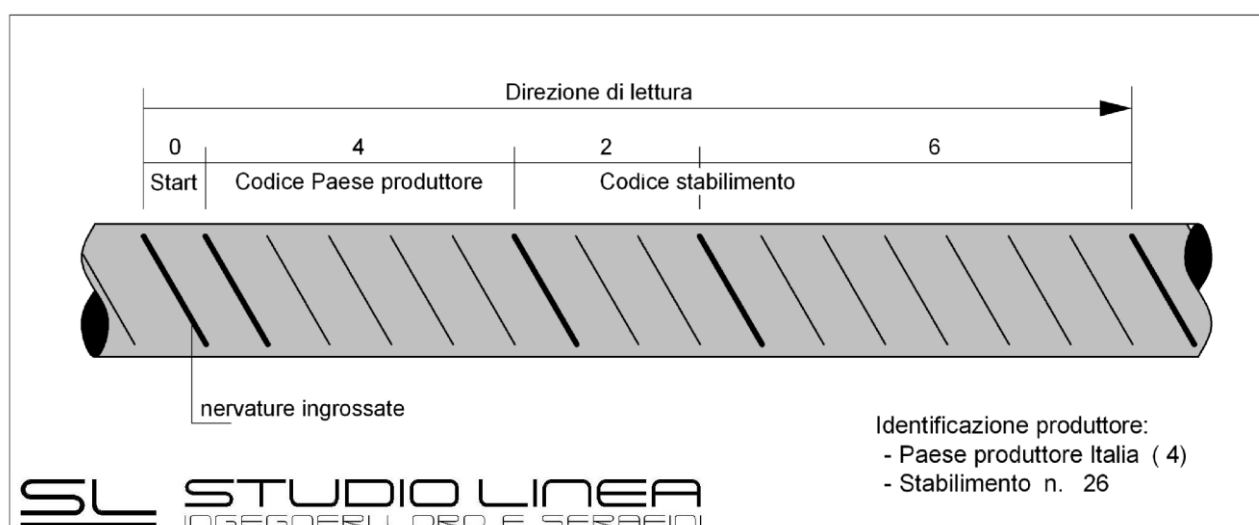 Direzione di lettura
0 4 2 6
Start Codice Paese produttore Codice stabilimento
nervature ingrossate
Identificazione produttore:
- Paese produttore Italia ( 4)
- Stabilimento n. 26
SL STUDIO LINEA